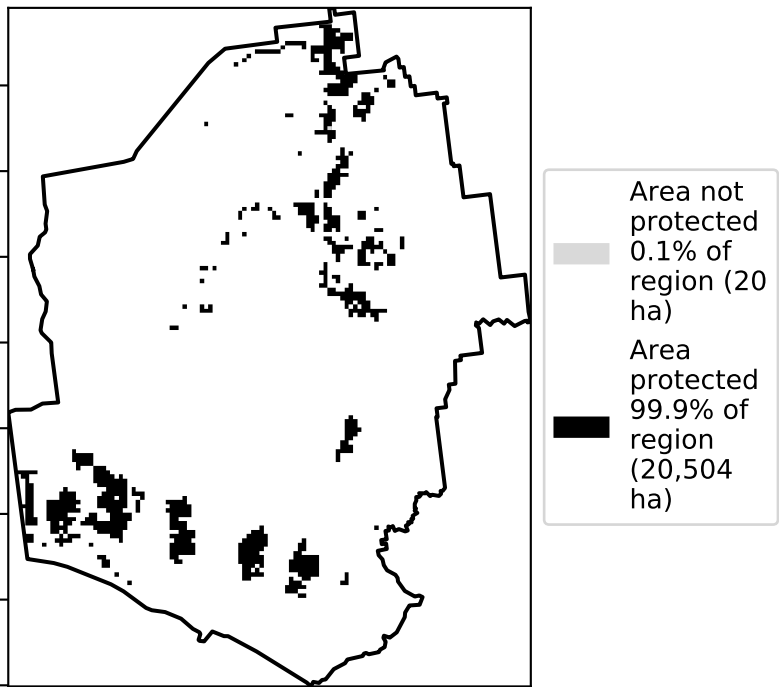 Area not
protected
0.1% of
region (20
ha)
Area
protected
99.9% of
region
(20,504
ha)